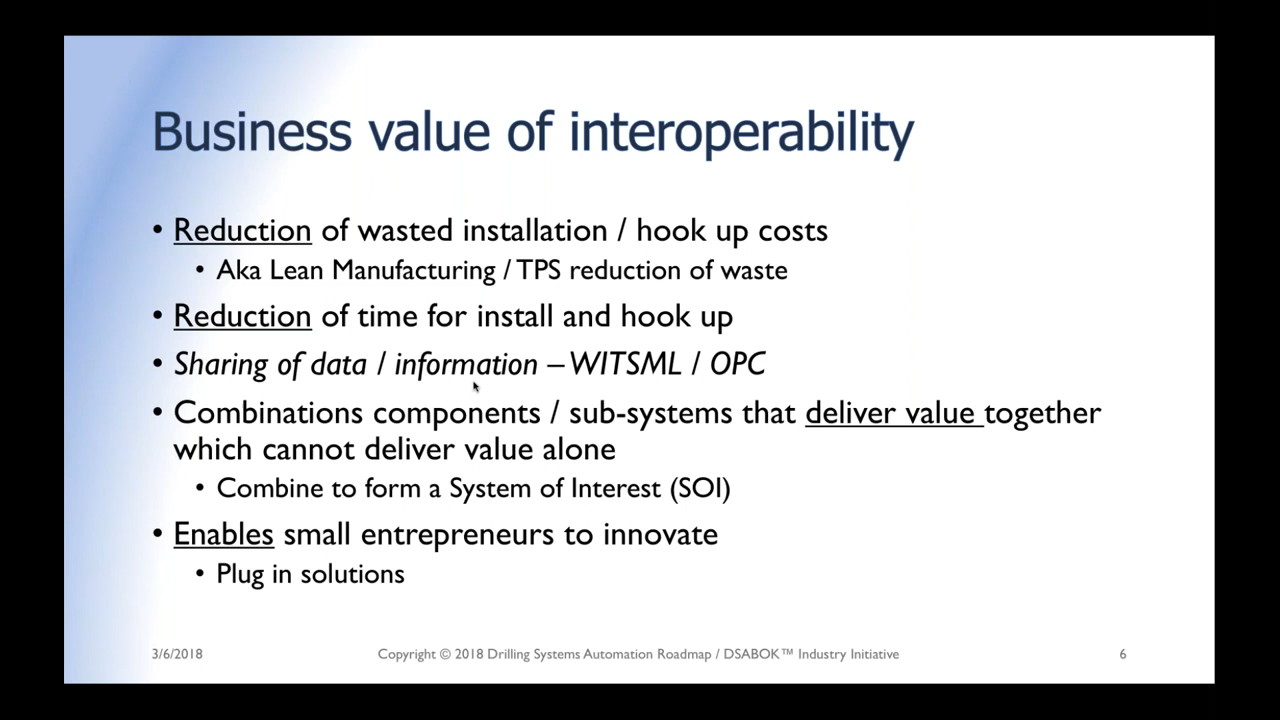 Business value of interoperability
• Reduction of wasted installation / hook up costs
• Aka Lean Manufacturing / TPS reduction of waste
• Reduction of time for install and hook up
• Sharing of data / information – WITSML / OPC
• Combinations components / sub-systems that deliver value together
which cannot deliver value alone
• Combine to form a System of Interest (SOI)
• Enables small entrepreneurs to innovate
• Plug in solutions
3/6/2018 Copyright © 2018 Drilling Systems Automation Roadmap / DSABOK™ Industry Initiative 6